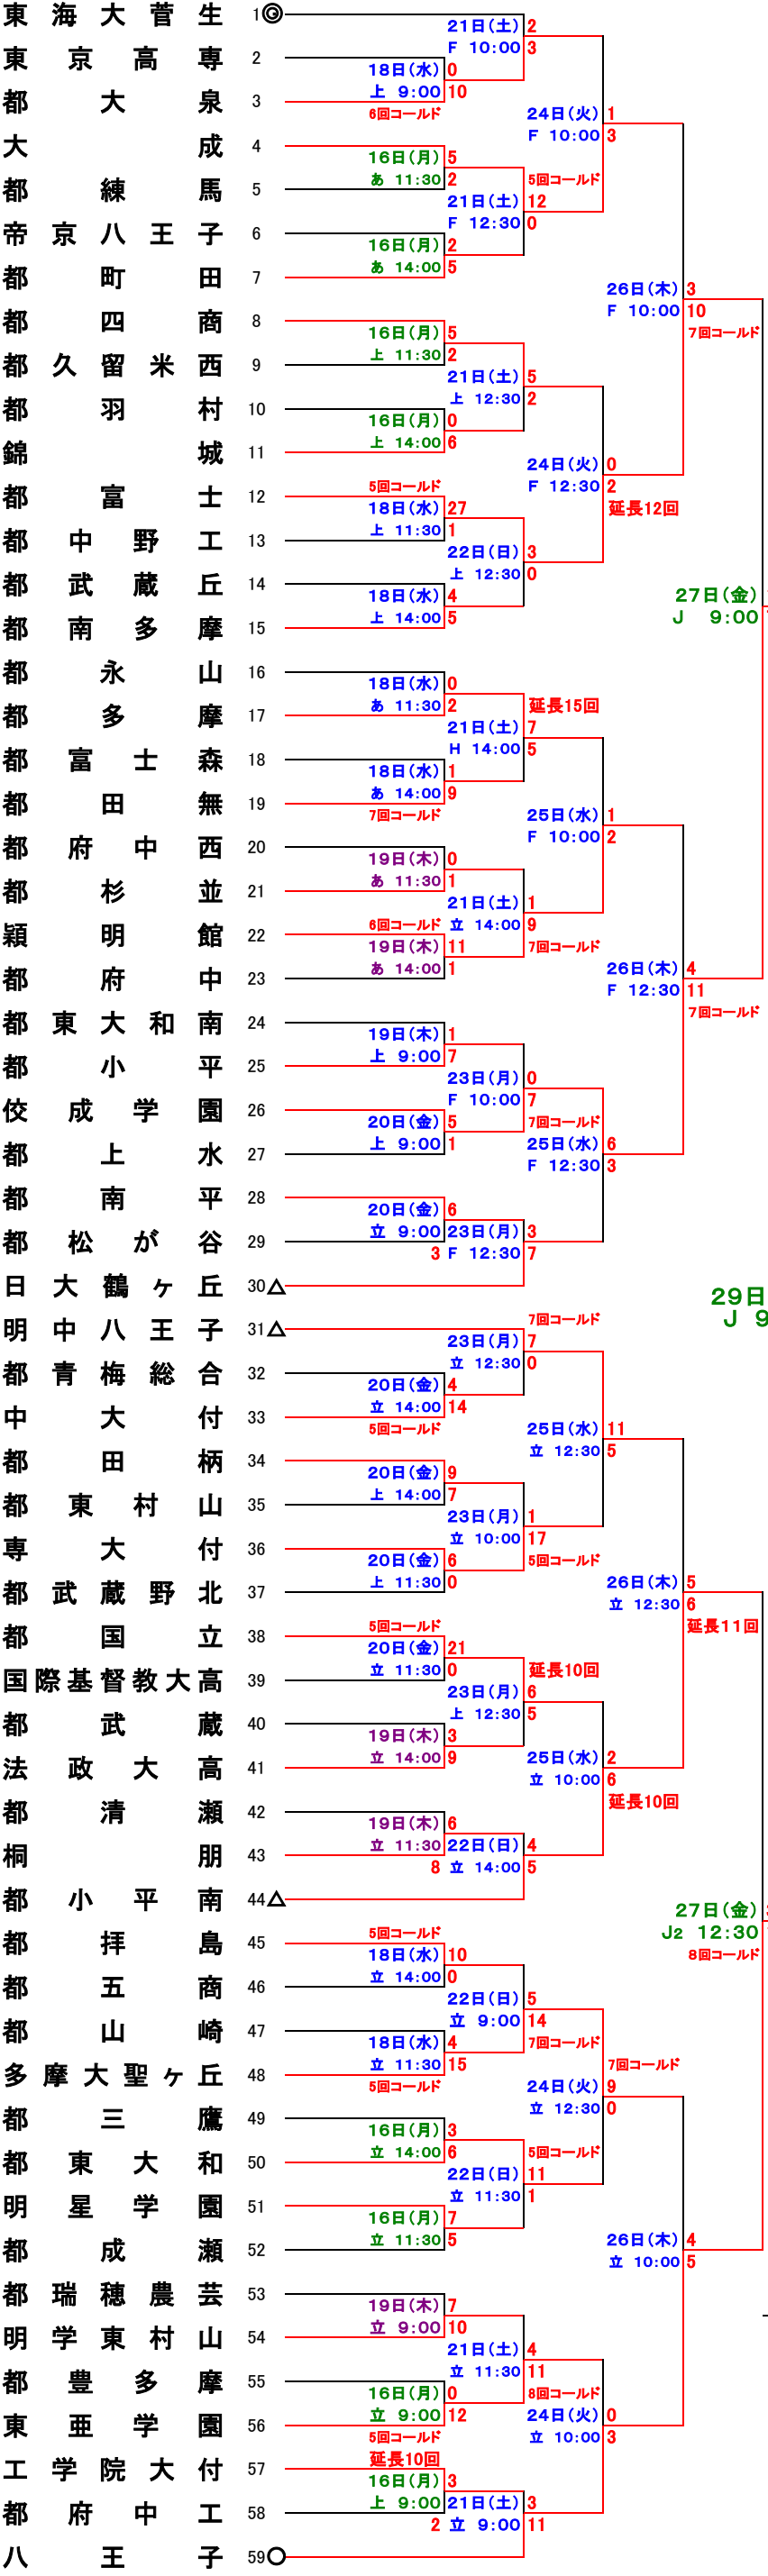 東海大菅生 1 ◎
東京高専 2
都大泉 3
大成 4
都練馬 5
帝京八王子 6
都町田 7
都四商 8
都久留米西 9
都羽村 10
錦城 11
都富士 12
都中野工 13
都武蔵丘 14
都南多摩 15
都永山 16
都多摩 17
都富士森 18
都田無 19
都府中西 20
都杉並 21
穎明館 22
都府中 23
都東大和南 24
都小平 25
佼成学園 26
都上水 27
都南平 28
都松が谷 29
日大鶴ヶ丘 30 △
明中八王子 31 △
都青梅総合 32
中大付 33
都田柄 34
都東村山 35
専大付 36
都武蔵野北 37
都国立 38
国際基督教大高 39
都武蔵 40
法政大高 41
都清瀬 42
桐朋 43
都小平南 44 △
都拝島 45
都五商 46
都山崎 47
多摩大聖ヶ丘 48
都三鷹 49
都東大和 50
明星学園 51
都成瀬 52
都瑞穂農芸 53
明学東村山 54
都豊多摩 55
東亜学園 56
工学院大付 57
都府中工 58
八王子 59 ○
18日(水) 0
上 9:00 10
6回コールド
16日(月) 5
あ 11:30 2
16日(月) 2
あ 14:00 5
16日(月) 5
上 11:30 2
16日(月) 0
上 14:00 6
5回コールド
18日(水) 27
上 11:30 1
18日(水) 4
上 14:00 5
18日(水) 0
あ 11:30 2
18日(水) 1
あ 14:00 9
7回コールド
19日(木) 0
あ 11:30 1
6回コールド
19日(木) 11
あ 14:00 1
19日(木) 1
上 9:00 7
20日(金) 5
上 9:00 1
20日(金) 6
立 9:00
3
20日(金) 4
立 14:00 14
5回コールド
20日(金) 9
上 14:00 7
20日(金) 6
上 11:30 0
5回コールド
20日(金) 21
立 11:30 0
19日(木) 3
立 14:00 9
19日(木) 6
立 11:30
8
5回コールド
18日(水) 10
立 14:00 0
18日(水) 4
立 11:30 15
5回コールド
16日(月) 3
立 14:00 6
16日(月) 7
立 11:30 5
19日(木) 7
立 9:00 10
16日(月) 0
立 9:00 12
5回コールド
延長10回
16日(月) 3
上 9:00
2
21日(土) 2
F 10:00 3
5回コールド
21日(土) 12
F 12:30 0
21日(土) 5
上 12:30 2
22日(日) 3
上 12:30 0
延長15回
21日(土) 7
H 14:00 5
21日(土) 1
立 14:00 9
7回コールド
23日(月) 0
F 10:00 7
7回コールド
23日(月) 3
F 12:30 7
7回コールド
23日(月) 7
立 12:30 0
23日(月) 1
立 10:00 17
5回コールド
延長10回
23日(月) 6
上 12:30 5
22日(日) 4
立 14:00 5
22日(日) 5
立 9:00 14
7回コールド
5回コールド
22日(日) 11
立 11:30 1
21日(土) 4
立 11:30 11
8回コールド
21日(土) 3
立 9:00 11
24日(火) 1
F 10:00 3
24日(火) 0
F 12:30 2
延長12回
25日(水) 1
F 10:00 2
25日(水) 6
F 12:30 3
25日(水) 11
立 12:30 5
25日(水) 2
立 10:00 6
延長10回
7回コールド
24日(火) 9
立 12:30 0
24日(火) 0
立 10:00 3
26日(木) 3
F 10:00 10
7回コールド
26日(木) 4
F 12:30 11
7回コールド
26日(木) 5
立 12:30 6
延長11回
26日(木) 4
立 10:00 5
27日(金)
J 9:00
27日(金)
J2 12:30
8回コールド
29日
J 9